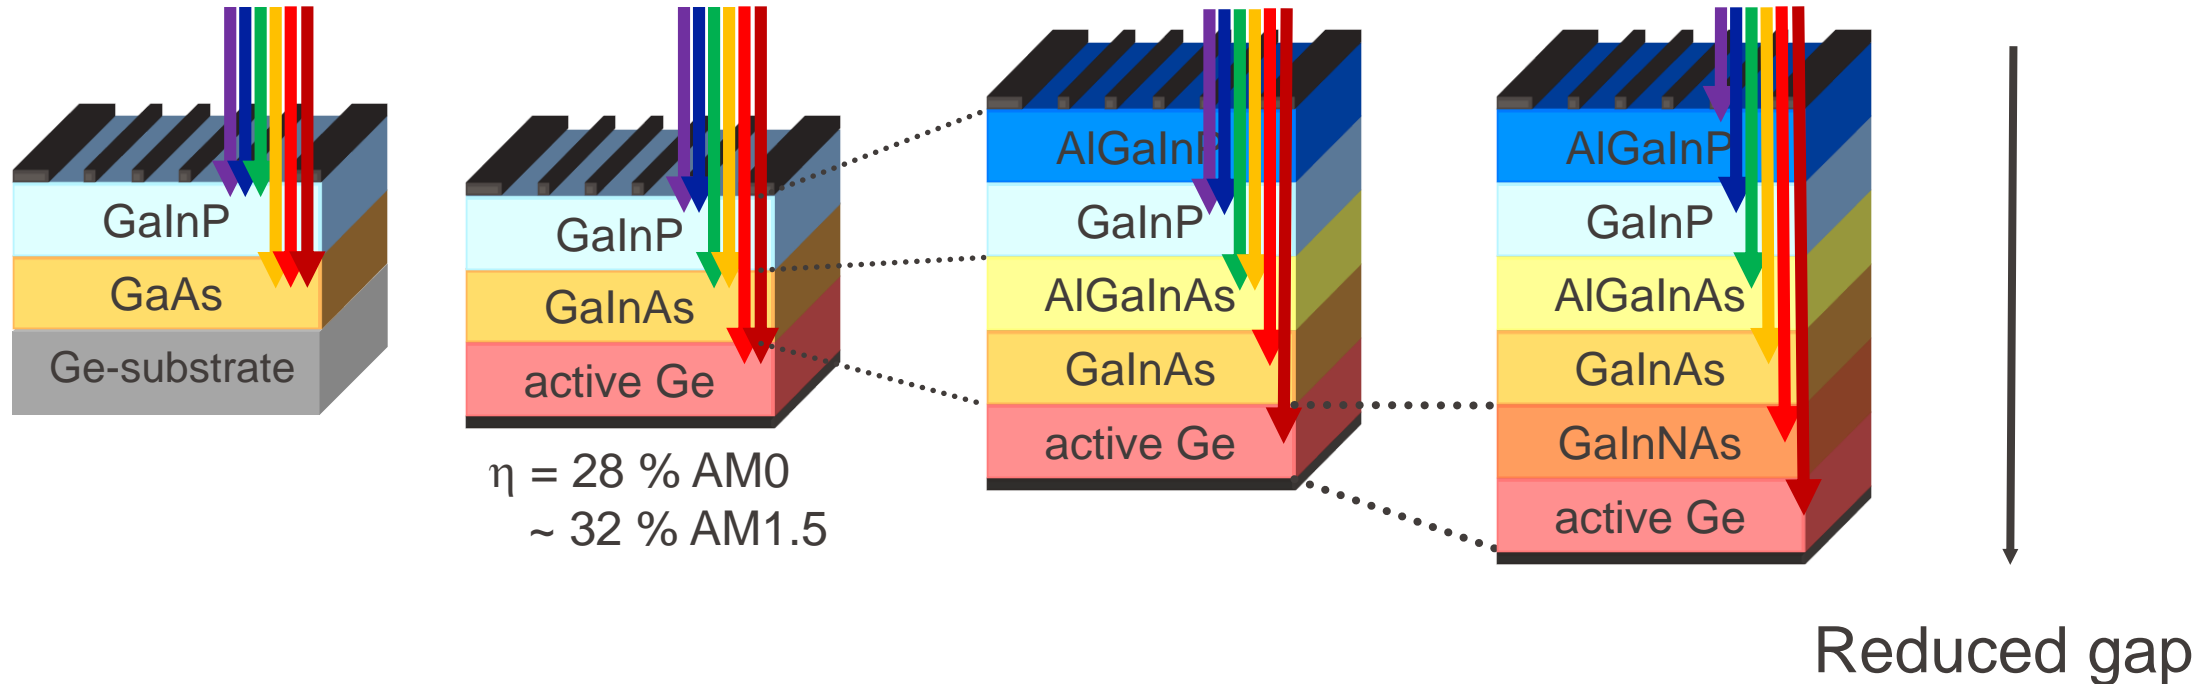 GaInP
GaAs
Ge-substrate
GaInP
GaInAs
active Ge
η = 28 % AM0
~ 32 % AM1.5
AlGaInP
GaInP
AlGaInAs
GaInAs
active Ge
AlGaInP
GaInP
AlGaInAs
GaInAs
GaInNAs
active Ge
Reduced gap